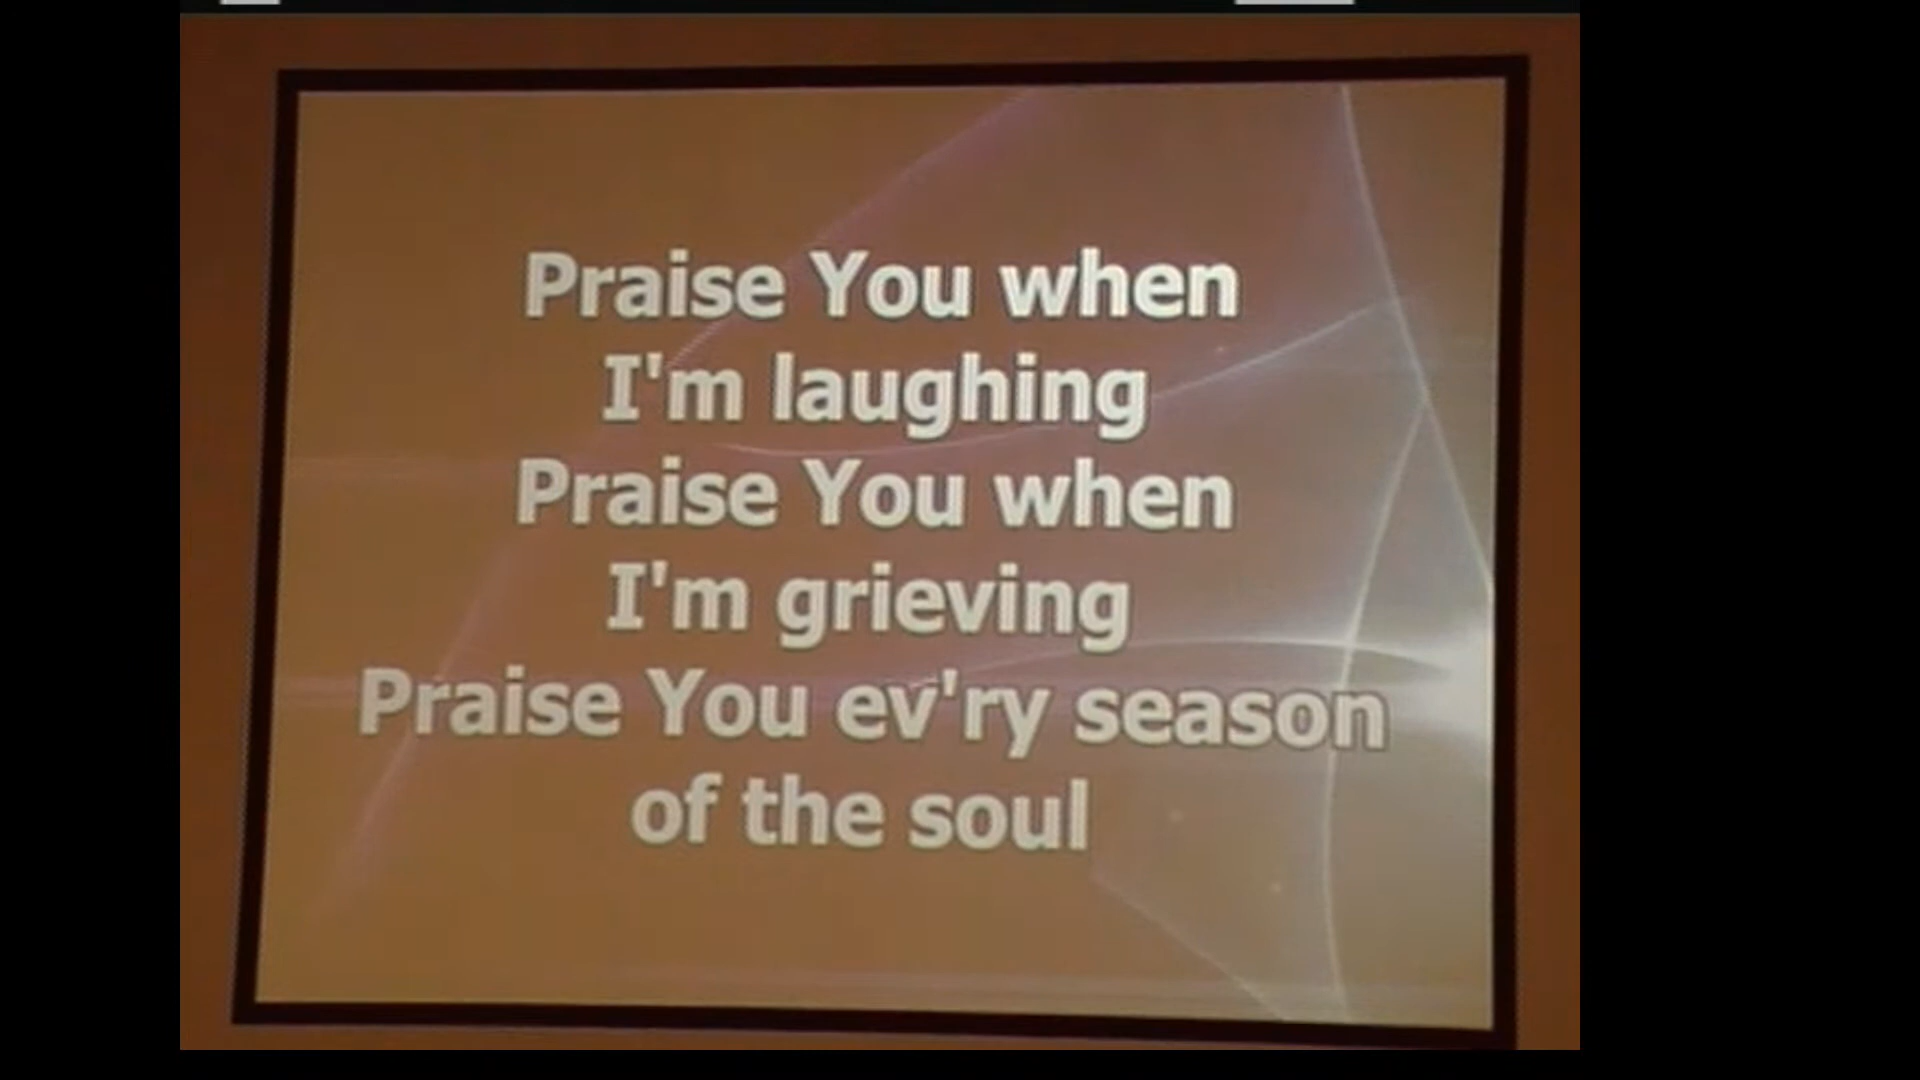 Praise You when
I'm laughing
Praise You when
I'm grieving
Praise You ev'ry season
of the soul